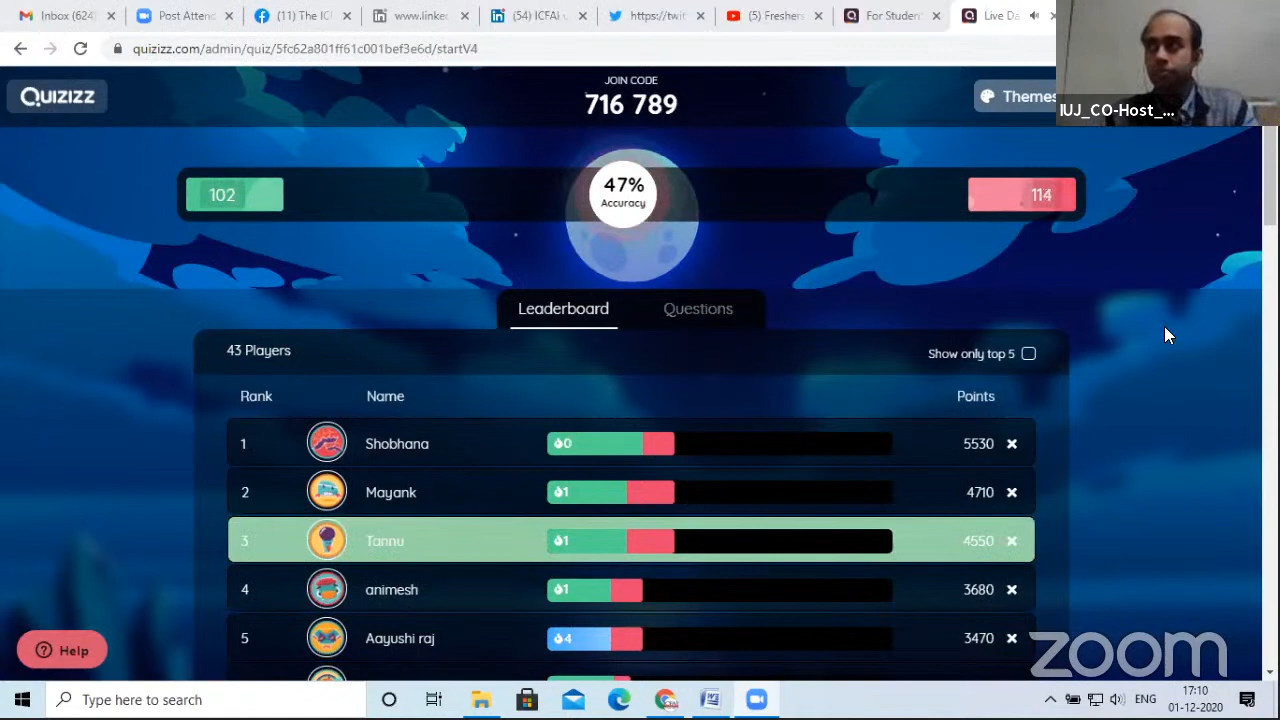 Inbox (624)
Post Attend
(11) The IC
www.linke
(54) ICFAI
https://twit
(5) Freshers
For Studen
Live Da
quizizz.com/admin/quiz/5fc62a801ff61c001bef3e6d/startV4
Quizizz
JOIN CODE
716 789
Themes
IUJ_CO-Host_...
102
47%
Accuracy
114
Leaderboard
Questions
43 Players
Show only top 5
Rank Name Points
1 Shobhana 0 5530
2 Mayank 1 4710
3 Tannu 1 4550
4 animesh 1 3680
5 Aayushi raj 4 3470
Help
zoom
Type here to search
ENG
17:10
01-12-2020